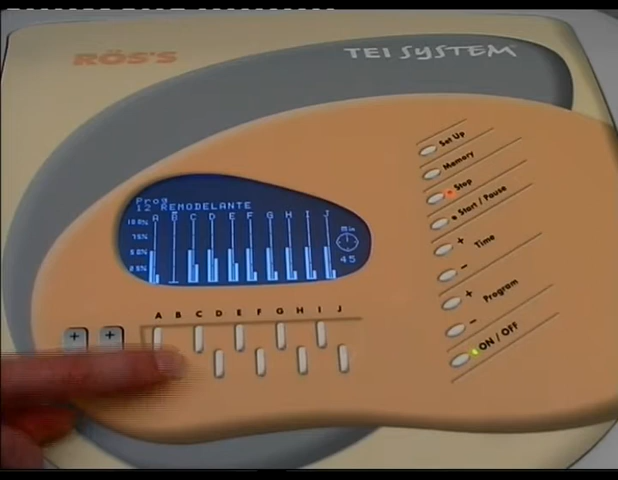 RÖS'S
TEI SYSTEM
Set Up
Memory
Stop
Start / Pause
+ Time
-
+ Program
-
ON / OFF
Prog
12 REMODELANTE
A B C D E F G H I J
100%
75%
50%
25%
min
45
A B C D E F G H I J
+ +